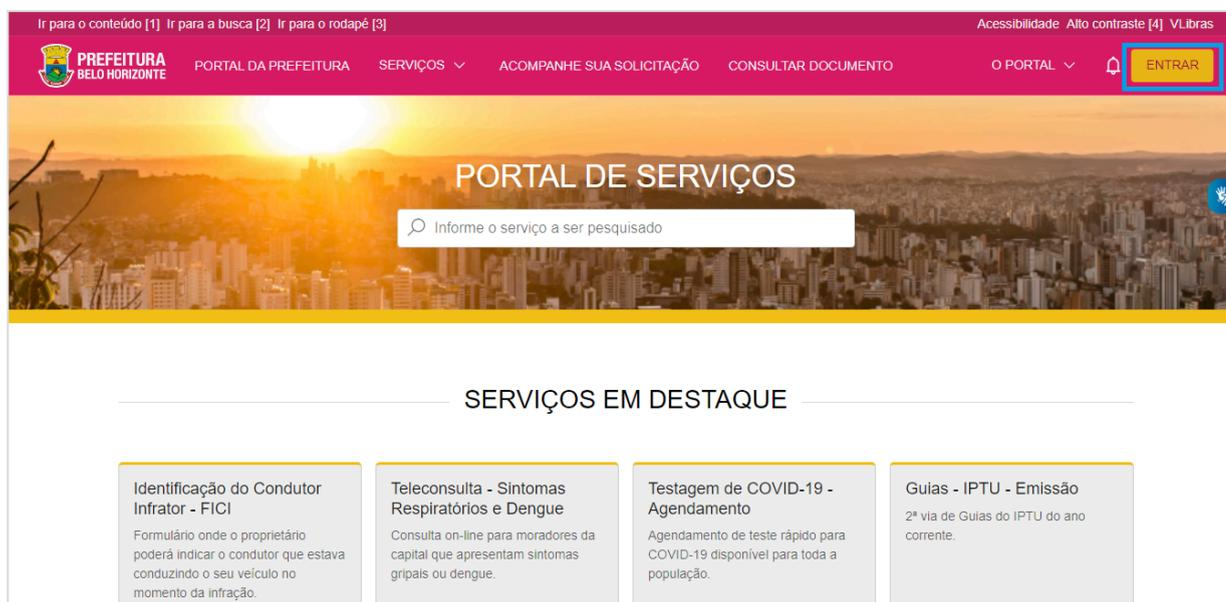 Ir para o conteúdo [1] Ir para a busca [2] Ir para o rodapé [3] Acessibilidade Alto contraste [4] VLibras
PREFEITURA
BELO HORIZONTE
PORTAL DA PREFEITURA SERVIÇOS ACOMPANHE SUA SOLICITAÇÃO CONSULTAR DOCUMENTO O PORTAL ENTRAR
PORTAL DE SERVIÇOS
Informe o serviço a ser pesquisado
SERVIÇOS EM DESTAQUE
Identificação do Condutor
Infrator - FICI
Formulário onde o proprietário
poderá indicar o condutor que estava
conduzindo o seu veículo no
momento da infração.
Teleconsulta - Sintomas
Respiratórios e Dengue
Consulta on-line para moradores da
capital que apresentam sintomas
gripais ou dengue.
Testagem de COVID-19 -
Agendamento
Agendamento de teste rápido para
COVID-19 disponível para toda a
população.
Guias - IPTU - Emissão
2ª via de Guias do IPTU do ano
corrente.